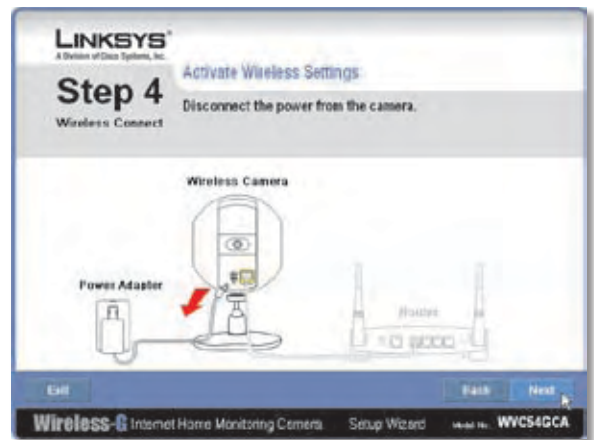 LINKSYS®
A Division of Cisco Systems, Inc.
Activate Wireless Settings
Step 4
Disconnect the power from the camera.
Wireless Connect
Wireless Camera
Power Adapter
Router
Exit
Back
Next
Wireless-G Internet Home Monitoring Camera
Setup Wizard
Model No. WVC54GCA